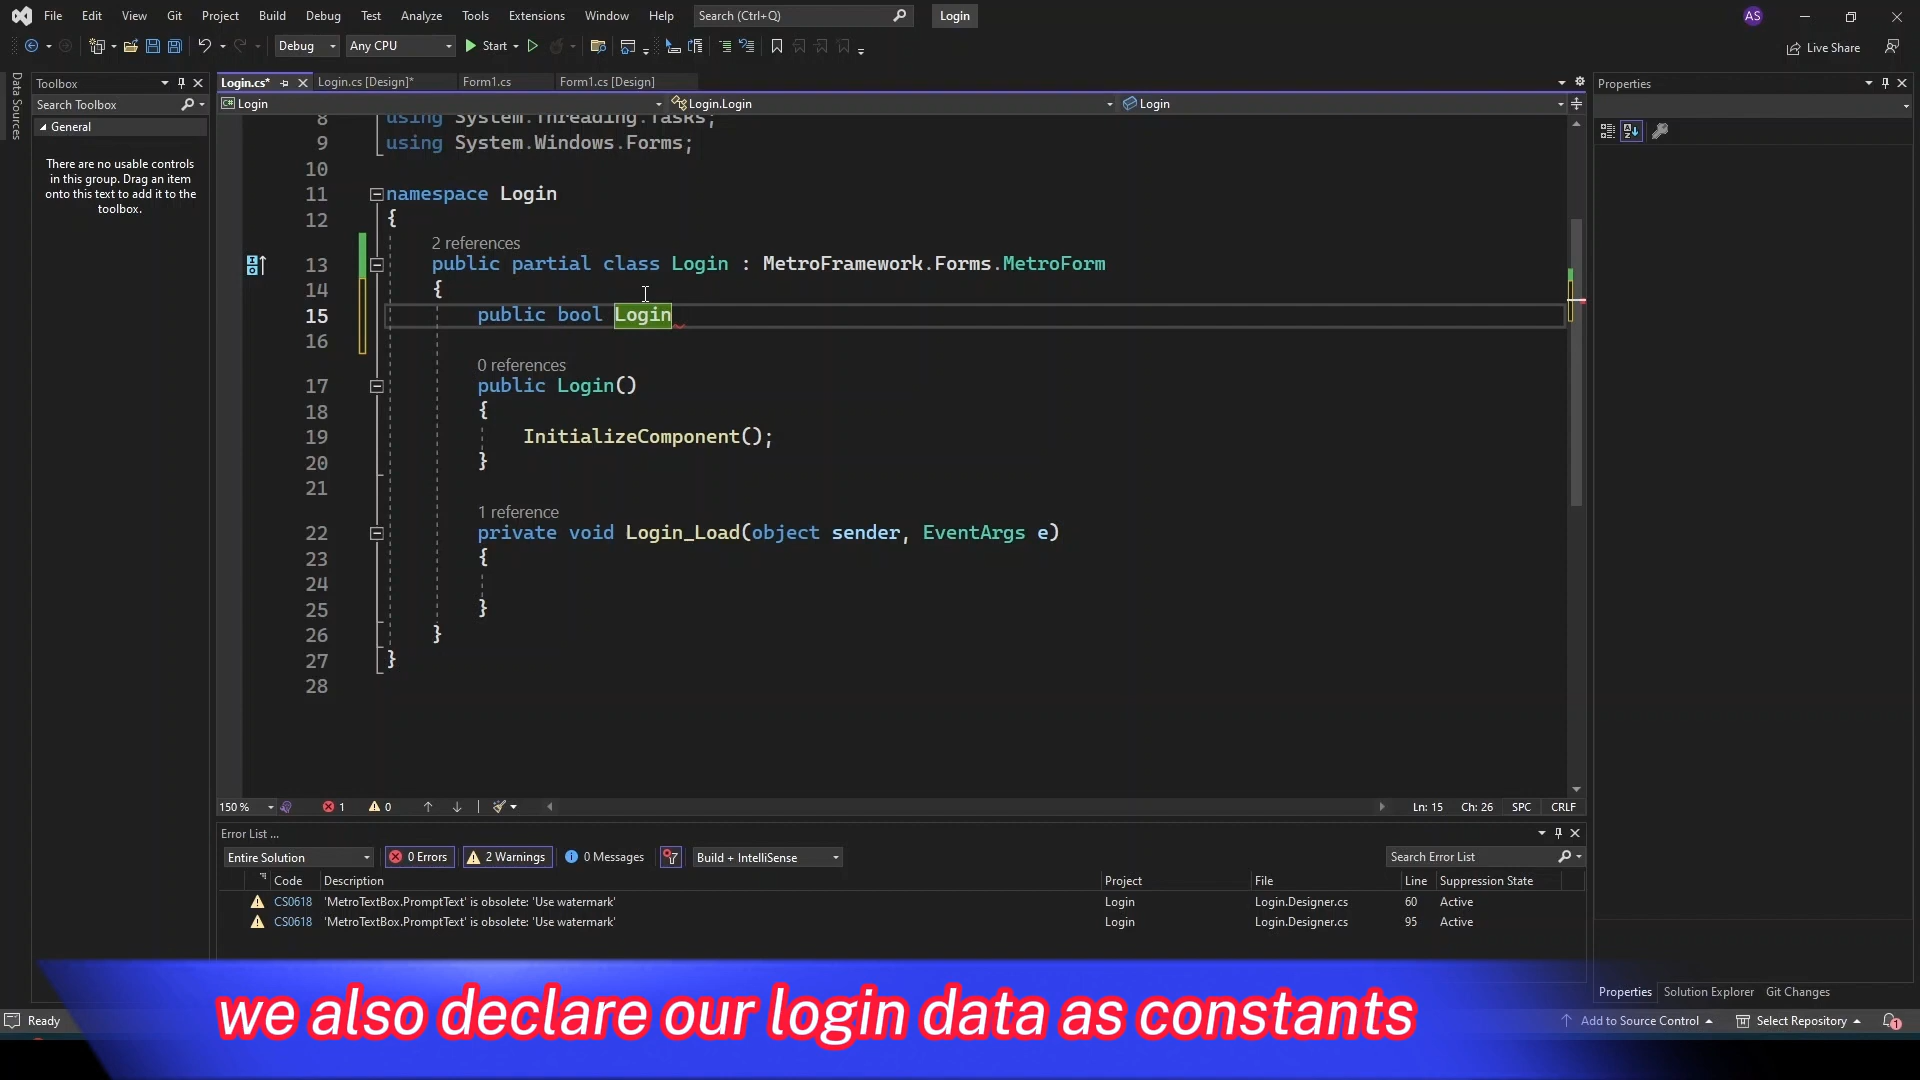 File Edit View Git Project Build Debug Test Analyze Tools Extensions Window Help Search (Ctrl+Q) Login AS
Debug Any CPU Start Live Share
Data Sources
Toolbox
Search Toolbox
General
There are no usable controls
in this group. Drag an item
onto this text to add it to the
toolbox.
Login.cs* Login.cs [Design]* Form1.cs Form1.cs [Design]
C# Login Login.Login Login
8 using System.Threading.Tasks;
9 using System.Windows.Forms;
10
11 namespace Login
12 {
2 references
13 public partial class Login : MetroFramework.Forms.MetroForm
14 {
15 public bool Login
16
0 references
17 public Login()
18 {
19 InitializeComponent();
20 }
21
1 reference
22 private void Login_Load(object sender, EventArgs e)
23 {
24
25 }
26 }
27 }
28
150 % 1 0 Ln: 15 Ch: 26 SPC CRLF
Error List ...
Entire Solution 0 Errors 2 Warnings 0 Messages Build + IntelliSense Search Error List
Code Description Project File Line Suppression State
CS0618 'MetroTextBox.PromptText' is obsolete: 'Use watermark' Login Login.Designer.cs 60 Active
CS0618 'MetroTextBox.PromptText' is obsolete: 'Use watermark' Login Login.Designer.cs 95 Active
Properties
Properties Solution Explorer Git Changes
we also declare our login data as constants
Ready Add to Source Control Select Repository 1